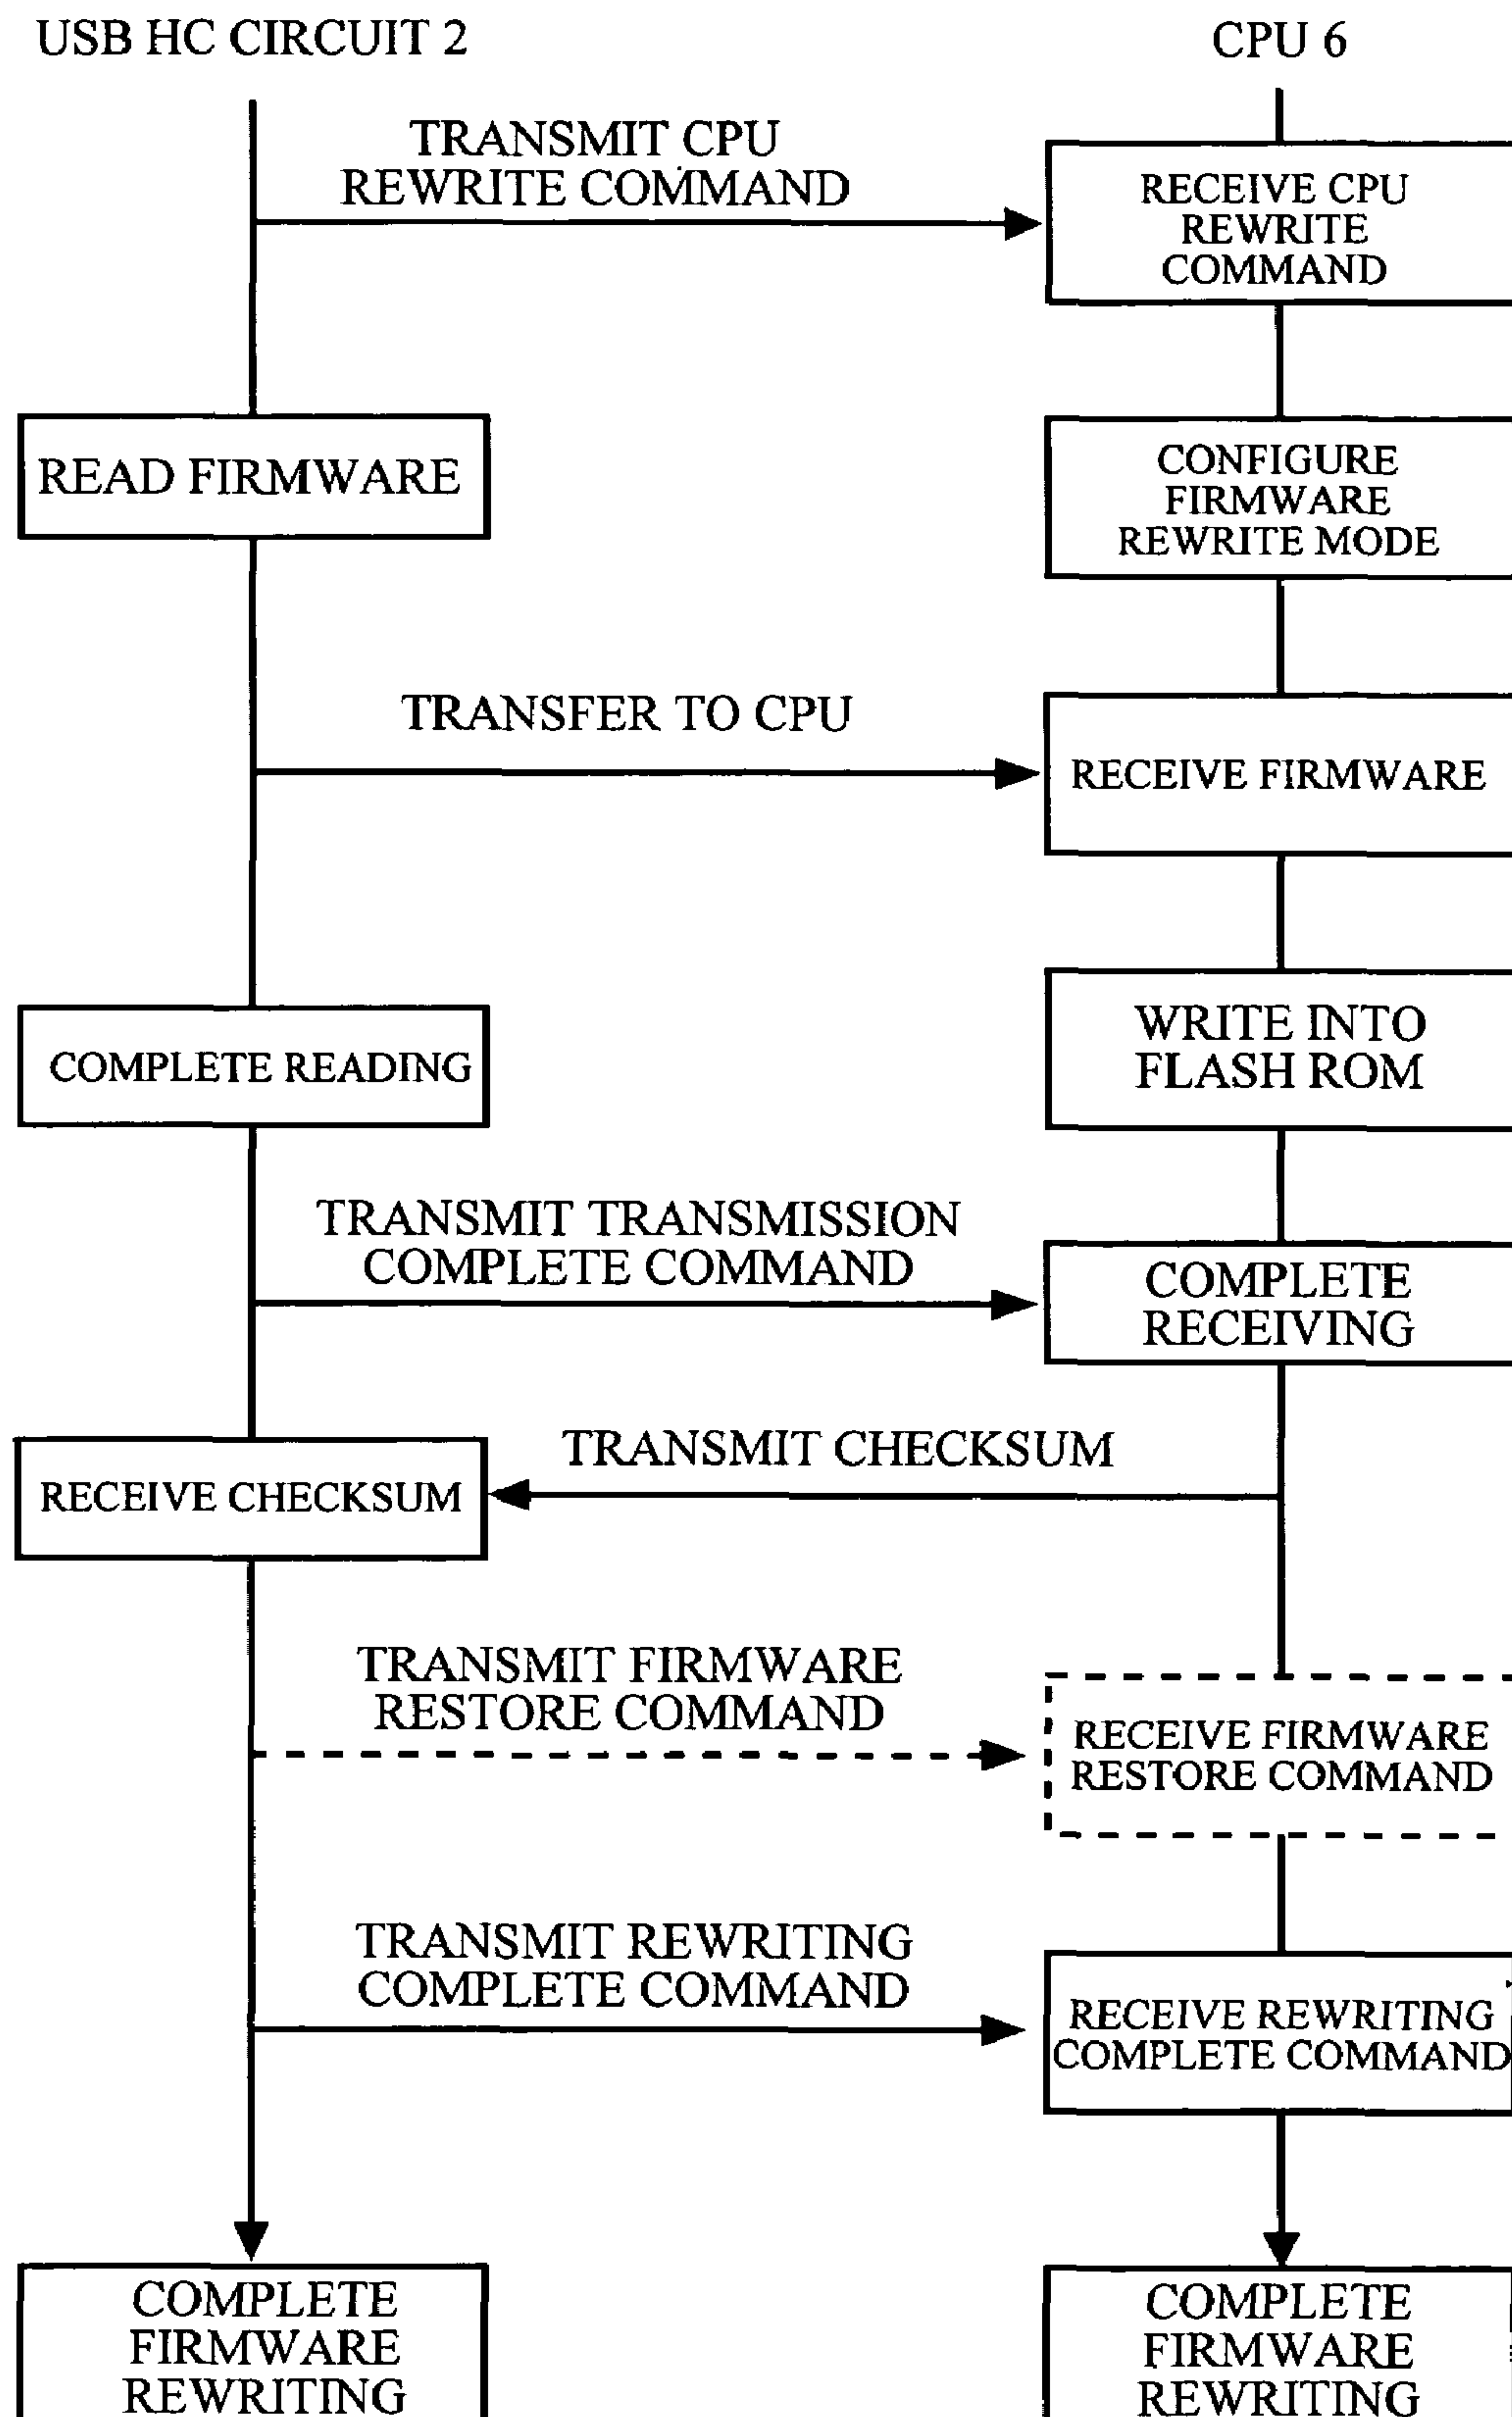 USB HC CIRCUIT 2
CPU 6
TRANSMIT CPU
REWRITE COMMAND
RECEIVE CPU
REWRITE
COMMAND
READ FIRMWARE
CONFIGURE
FIRMWARE
REWRITE MODE
TRANSFER TO CPU
RECEIVE FIRMWARE
COMPLETE READING
WRITE INTO
FLASH ROM
TRANSMIT TRANSMISSION
COMPLETE COMMAND
COMPLETE
RECEIVING
RECEIVE CHECKSUM
TRANSMIT CHECKSUM
TRANSMIT FIRMWARE
RESTORE COMMAND
RECEIVE FIRMWARE
RESTORE COMMAND
TRANSMIT REWRITING
COMPLETE COMMAND
RECEIVE REWRITING
COMPLETE COMMAND
COMPLETE
FIRMWARE
REWRITING
COMPLETE
FIRMWARE
REWRITING